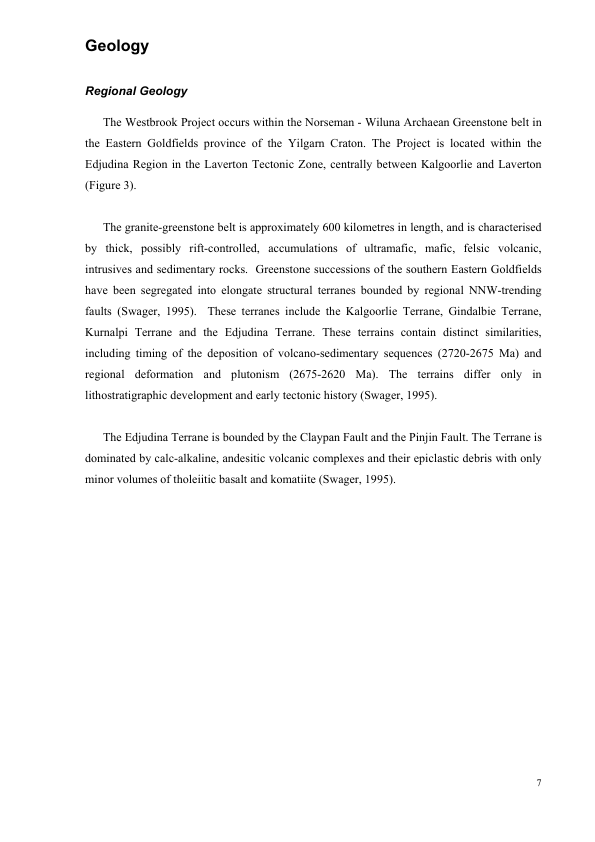 Geology
Regional Geology
The Westbrook Project occurs within the Norseman - Wiluna Archaean Greenstone belt in
the Eastern Goldfields province of the Yilgarn Craton. The Project is located within the
Edjudina Region in the Laverton Tectonic Zone, centrally between Kalgoorlie and Laverton
(Figure 3).
The granite-greenstone belt is approximately 600 kilometres in length, and is characterised
by thick, possibly rift-controlled, accumulations of ultramafic, mafic, felsic volcanic,
intrusives and sedimentary rocks.  Greenstone successions of the southern Eastern Goldfields
have been segregated into elongate structural terranes bounded by regional NNW-trending
faults (Swager, 1995).  These terranes include the Kalgoorlie Terrane, Gindalbie Terrane,
Kurnalpi Terrane and the Edjudina Terrane. These terrains contain distinct similarities,
including timing of the deposition of volcano-sedimentary sequences (2720-2675 Ma) and
regional deformation and plutonism (2675-2620 Ma). The terrains differ only in
lithostratigraphic development and early tectonic history (Swager, 1995).
The Edjudina Terrane is bounded by the Claypan Fault and the Pinjin Fault. The Terrane is
dominated by calc-alkaline, andesitic volcanic complexes and their epiclastic debris with only
minor volumes of tholeiitic basalt and komatiite (Swager, 1995).
7